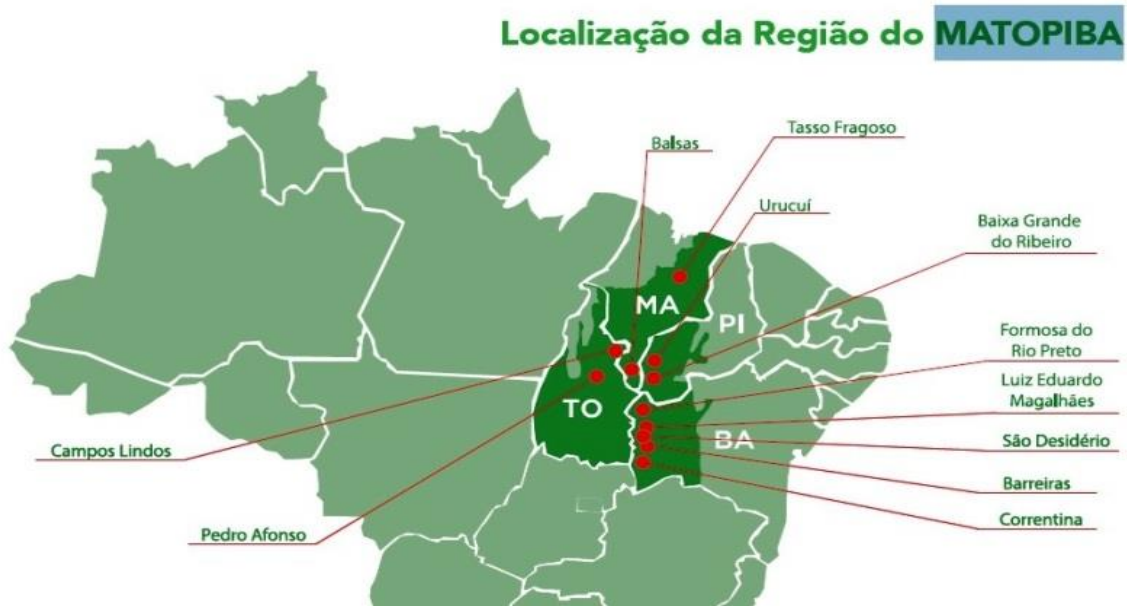 Localização da Região do MATOPIBA
Tasso Fragoso
Balsas
Urucuí
Baixa Grande
do Ribeiro
MA
PI
Formosa do
Rio Preto
Luiz Eduardo
Magalhães
TO
BA
São Desidério
Campos Lindos
Barreiras
Correntina
Pedro Afonso